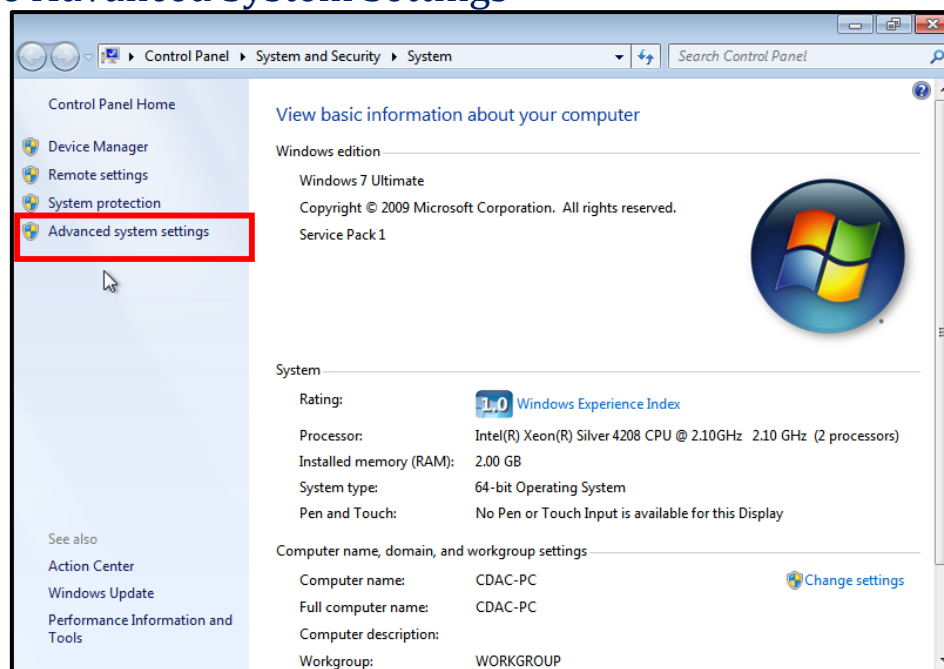 Advanced System Settings
Control Panel ▸ System and Security ▸ System
Search Control Panel
Control Panel Home
Device Manager
Remote settings
System protection
Advanced system settings
View basic information about your computer
Windows edition
Windows 7 Ultimate
Copyright © 2009 Microsoft Corporation. All rights reserved.
Service Pack 1
System
Rating:
1.0 Windows Experience Index
Processor: Intel(R) Xeon(R) Silver 4208 CPU @ 2.10GHz 2.10 GHz (2 processors)
Installed memory (RAM): 2.00 GB
System type: 64-bit Operating System
Pen and Touch: No Pen or Touch Input is available for this Display
Computer name, domain, and workgroup settings
Computer name: CDAC-PC
Change settings
Full computer name: CDAC-PC
Computer description:
Workgroup: WORKGROUP
See also
Action Center
Windows Update
Performance Information and
Tools